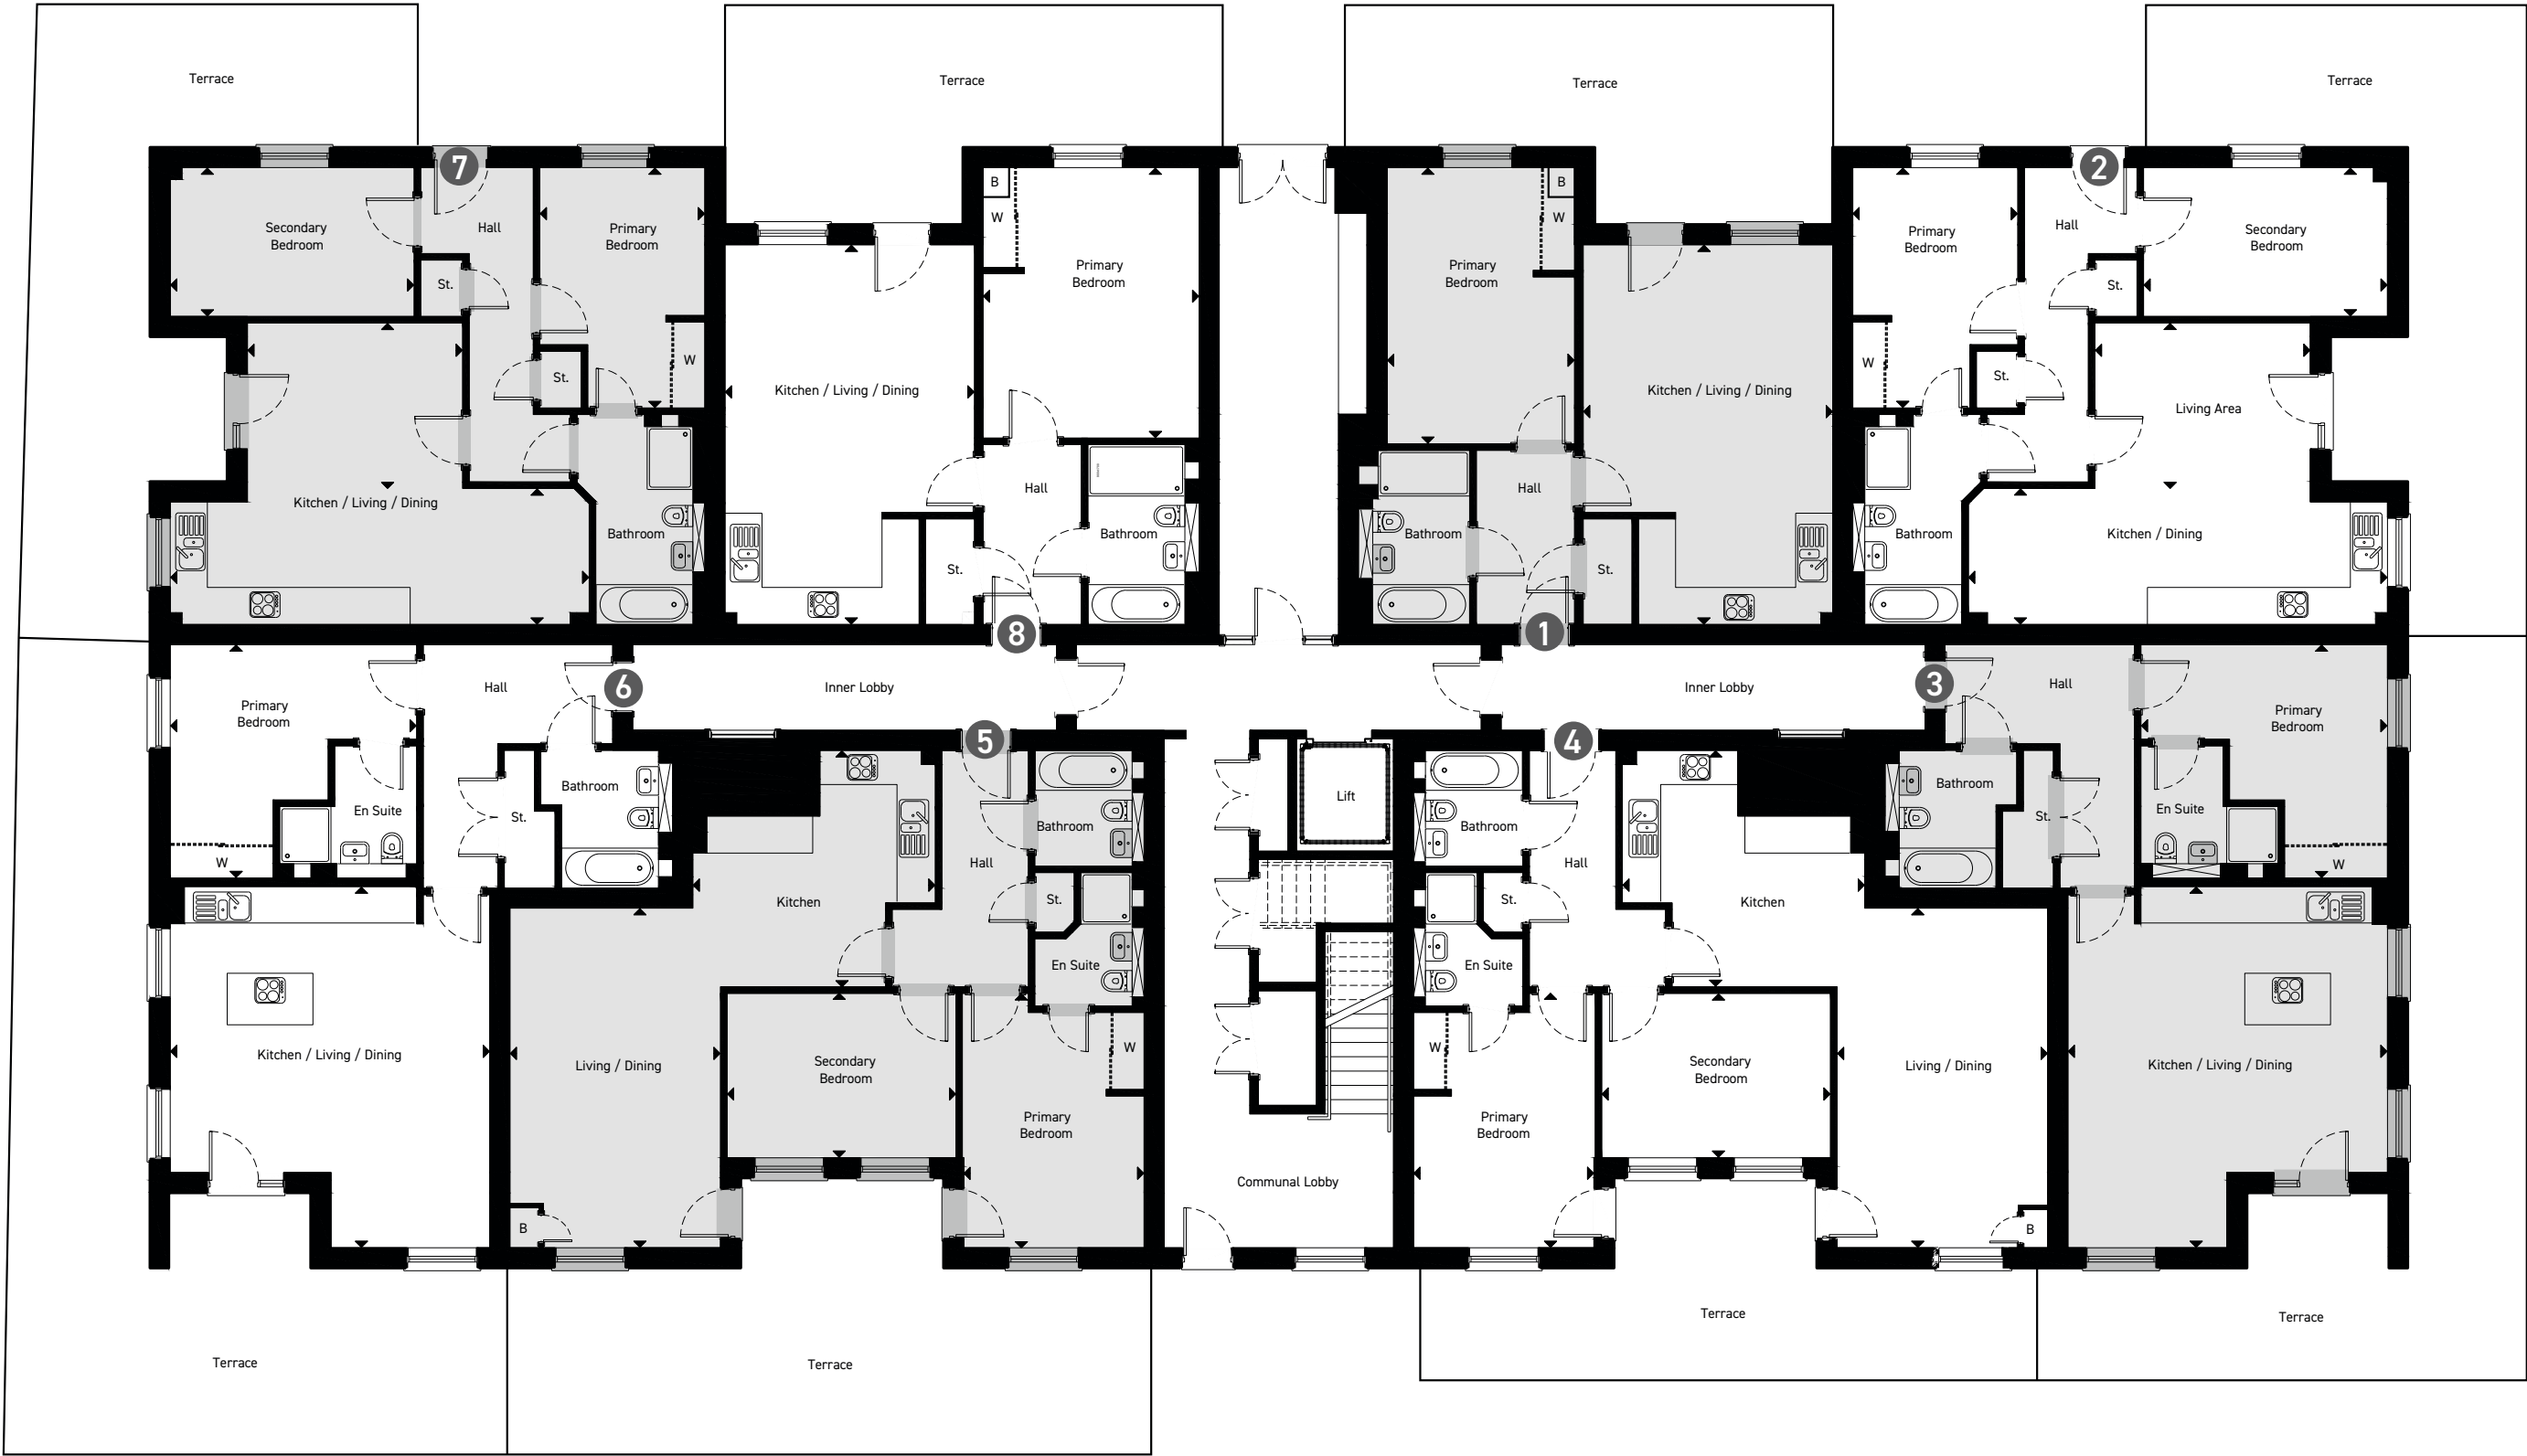 Terrace
Terrace
Terrace
Terrace
7
2
Secondary
Bedroom
Hall
Primary
Bedroom
St.
St.
W
Kitchen / Living / Dining
Bathroom
B
W
Primary
Bedroom
Kitchen / Living / Dining
Hall
St.
Bathroom
8
B
W
Primary
Bedroom
Kitchen / Living / Dining
Hall
Bathroom
St.
1
Primary
Bedroom
Hall
Secondary
Bedroom
St.
St.
W
Living Area
Bathroom
Kitchen / Dining
Primary
Bedroom
Hall
6
Inner Lobby
Inner Lobby
3
Hall
Primary
Bedroom
En Suite
St.
Bathroom
W
Kitchen / Living / Dining
5
Bathroom
Hall
St.
Kitchen
En Suite
Living / Dining
Secondary
Bedroom
W
Primary
Bedroom
B
Lift
Communal Lobby
4
Bathroom
Hall
St.
Kitchen
En Suite
W
Secondary
Bedroom
Living / Dining
Primary
Bedroom
B
Bathroom
St.
En Suite
W
Kitchen / Living / Dining
Terrace
Terrace
Terrace
Terrace